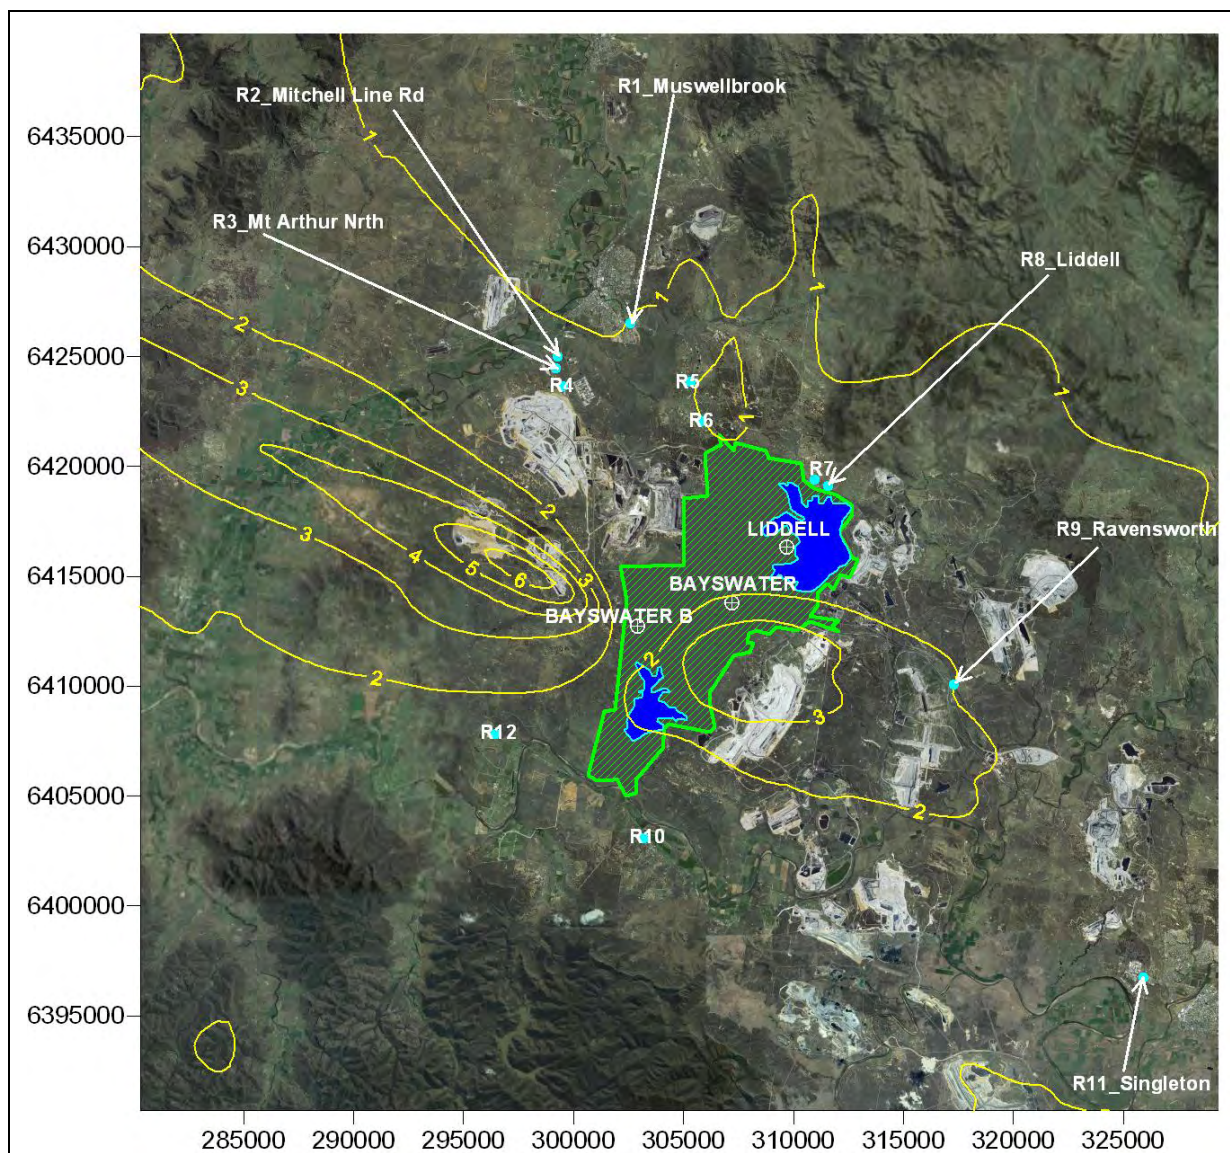 R2_Mitchell Line Rd
R1_Muswellbrook
6435000
1
R3_Mt Arthur Nrth
6430000
R8_Liddell
1
1
2
6425000
3
R4
R5
1
1
R6
6420000
R7
2
3
LIDDELL
R9_Ravensworth
4
5
6
3
6415000
BAYSWATER
BAYSWATER B
2
2
6410000
3
R12
6405000
2
R10
6400000
6395000
R11_Singleton
285000 290000 295000 300000 305000 310000 315000 320000 325000